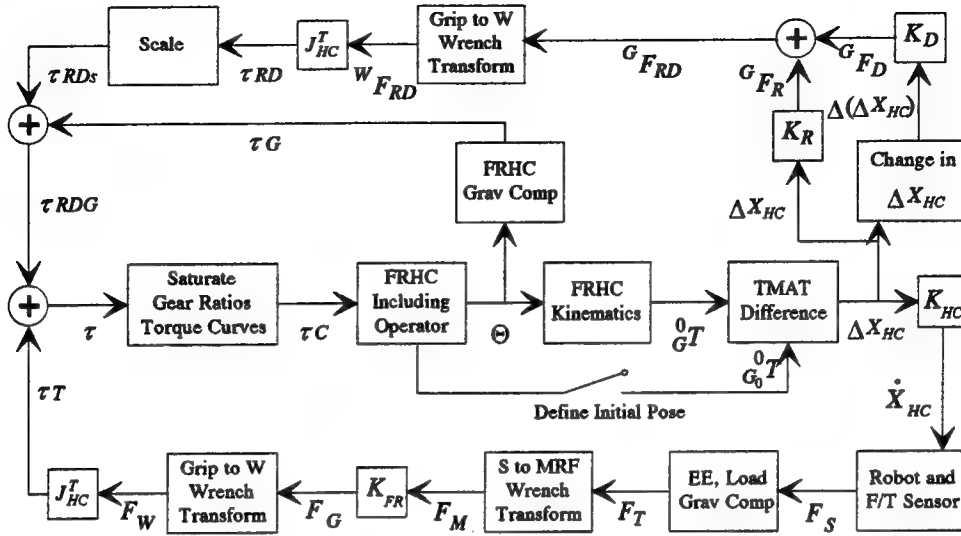 Scale
J^T_HC
Grip to W
Wrench
Transform
K_D
τRDs
τRD
^W F_RD
^G F_RD
^G F_R
^G F_D
K_R
Δ(ΔX_HC)
τG
FRHC
Grav Comp
Change in
ΔX_HC
τRDG
ΔX_HC
Saturate
Gear Ratios
Torque Curves
FRHC
Including
Operator
FRHC
Kinematics
TMAT
Difference
K_HC
τ
τC
Θ
^0_G T
^0_G0 T
ΔX_HC
Define Initial Pose
τT
Ẋ_HC
J^T_HC
Grip to W
Wrench
Transform
K_FR
S to MRF
Wrench
Transform
EE, Load
Grav Comp
Robot and
F/T Sensor
F_W
F_G
F_M
F_T
F_S